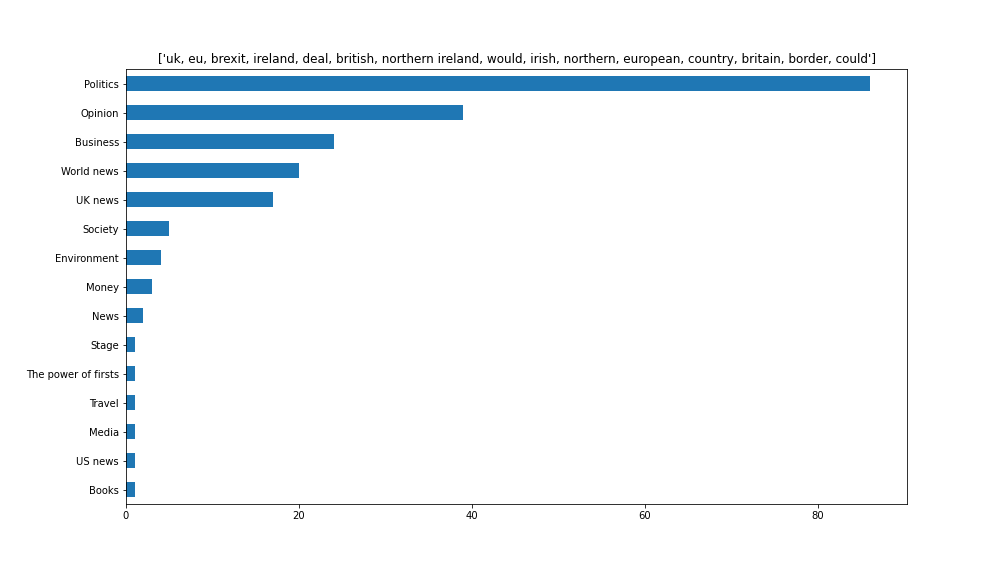 ['uk, eu, brexit, ireland, deal, british, northern ireland, would, irish, northern, european, country, britain, border, could']
Politics
Opinion
Business
World news
UK news
Society
Environment
Money
News
Stage
The power of firsts
Travel
Media
US news
Books
0 20 40 60 80